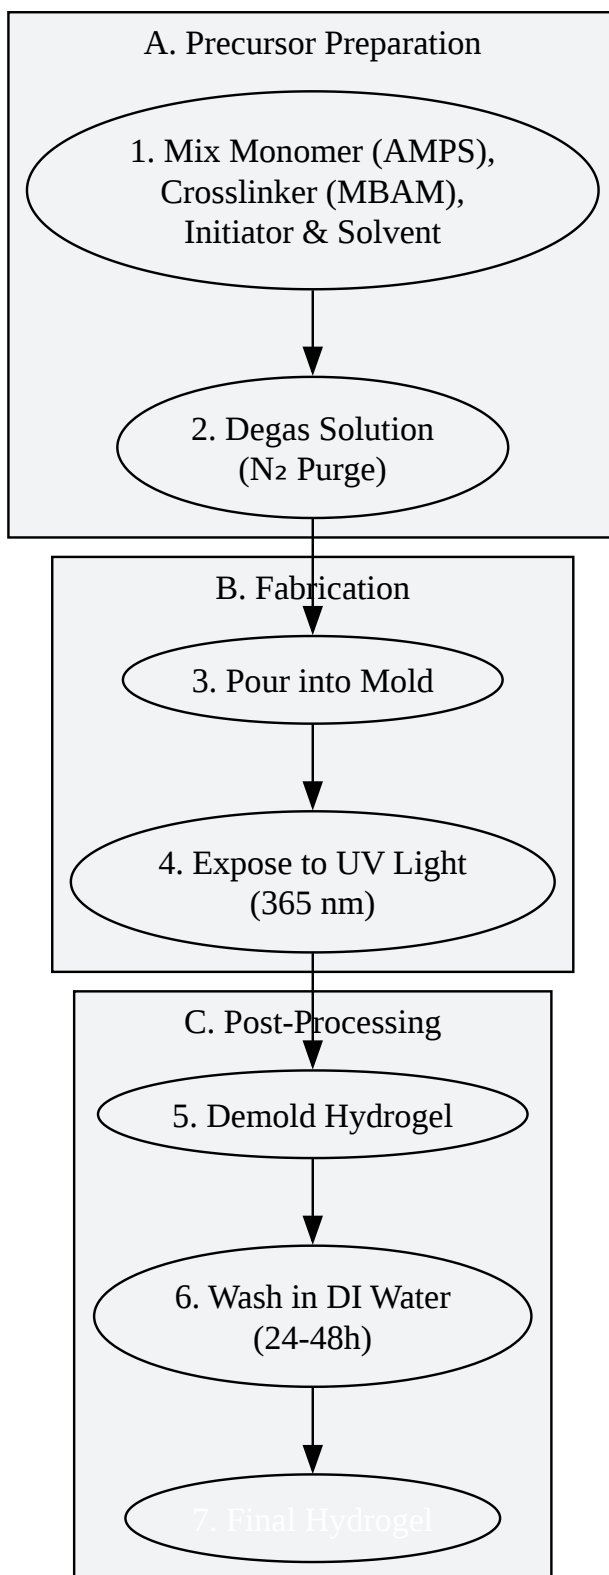 A. Precursor Preparation
1. Mix Monomer (AMPS),
Crosslinker (MBAM),
Initiator & Solvent
2. Degas Solution
(N₂ Purge)
B. Fabrication
3. Pour into Mold
4. Expose to UV Light
(365 nm)
C. Post-Processing
5. Demold Hydrogel
6. Wash in DI Water
(24-48h)
7. Final Hydrogel